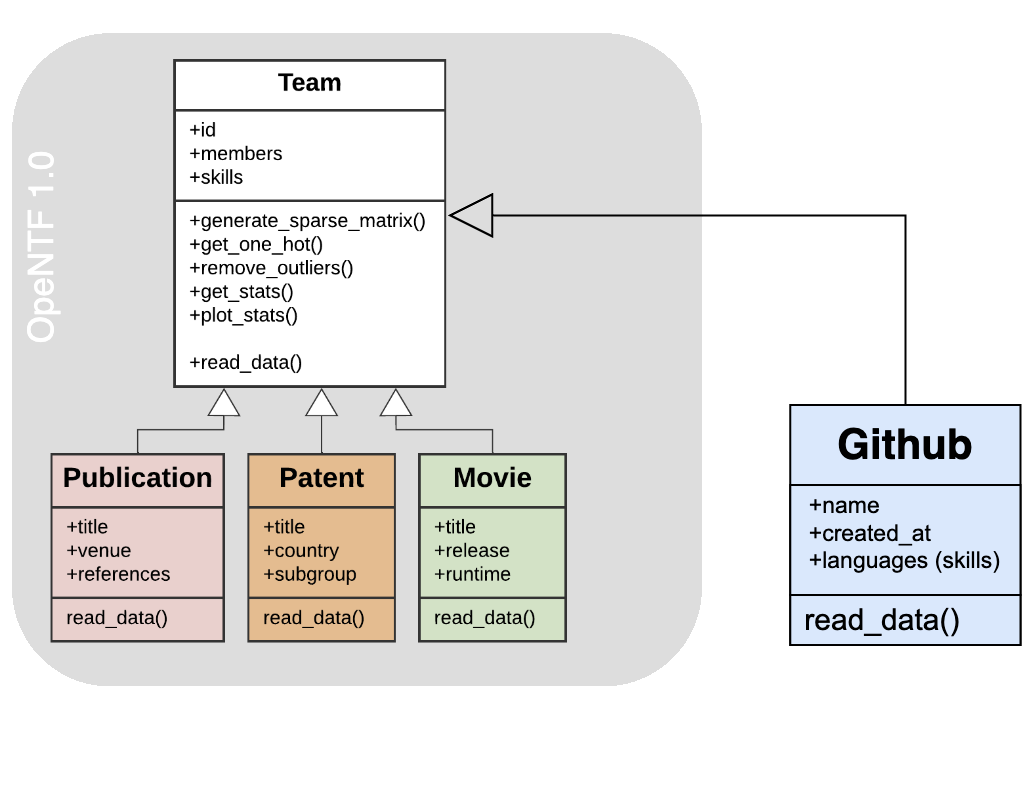 OpeNTF 1.0
Team
+id
+members
+skills
+generate_sparse_matrix()
+get_one_hot()
+remove_outliers()
+get_stats()
+plot_stats()
+read_data()
Publication
+title
+venue
+references
read_data()
Patent
+title
+country
+subgroup
read_data()
Movie
+title
+release
+runtime
read_data()
Github
+name
+created_at
+languages (skills)
read_data()